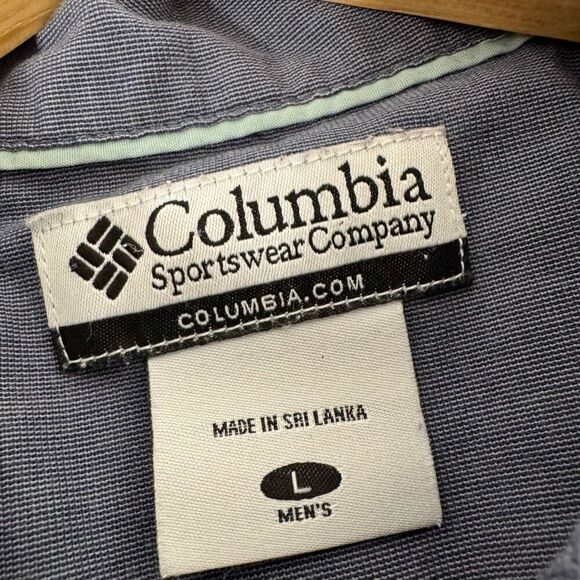 Columbia
Sportswear Company
COLUMBIA.COM
MADE IN SRI LANKA
L
MEN'S